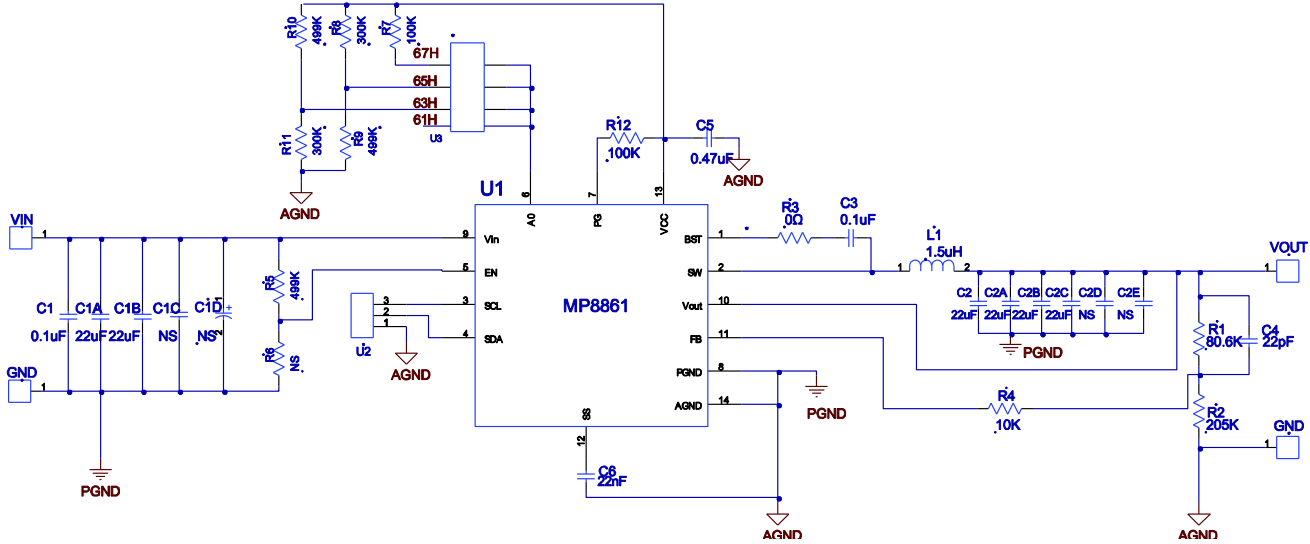 R10
499K
R8
300K
R7
100K
67H
65H
63H
61H
U3
R11
300K
R9
499K
AGND
R12
100K
C5
0.47uF
AGND
U1
6
A0
7
PG
13
VCC
VIN
1
9
Vin
5
EN
3
SCL
4
SDA
MP8861
BST
1
SW
2
Vout
10
FB
11
PGND
8
AGND
14
SS
12
R3
0Ω
C3
0.1uF
L1
1.5uH
1
2
VOUT
1
C1
0.1uF
C1A
22uF
C1B
22uF
C1C
NS
C1D
NS
1
+
2
R5
499K
R6
NS
3
2
1
U2
AGND
GND
1
PGND
C2
22uF
C2A
22uF
C2B
22uF
C2C
22uF
C2D
NS
C2E
NS
PGND
R1
80.6K
C4
22pF
PGND
R4
10K
R2
205K
GND
1
C6
22nF
AGND
AGND